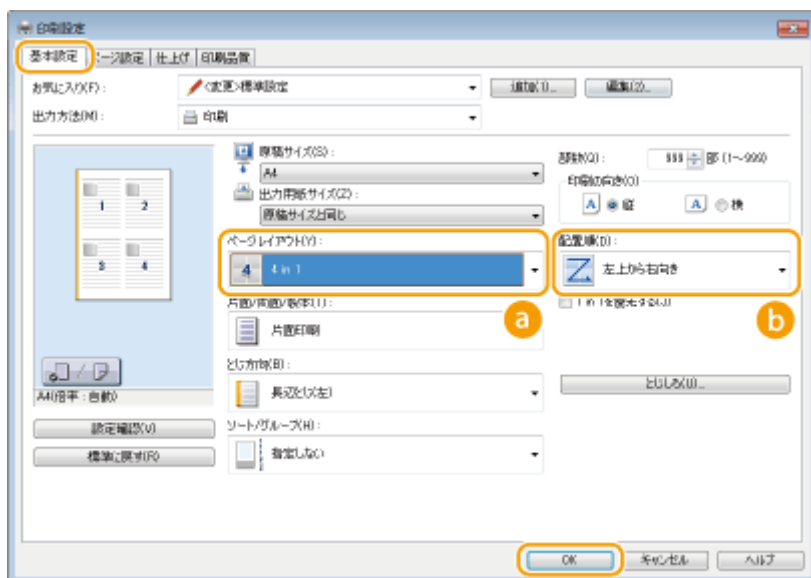 印刷設定
基本設定 ページ設定 仕上げ 印刷品質
お気に入り(F): <変更>標準設定 追加(1)... 編集(2)...
出力方法(M): 印刷
原稿サイズ(S):
A4
出力用紙サイズ(Z):
原稿サイズと同じ
部数(Q): 部 (1~999)
印刷の向き(O)
A 縦 A 横
1 2
3 4
ページレイアウト(Y):
4 4 in 1
a
配置順(D):
左上から右向き
b
片面/両面/製本(T):
片面印刷
とじ方向(B):
長辺とじ(左)
とじしろ(U)...
A4(倍率:自動)
設定確認(V)
標準に戻す(R)
ソート/グループ(H):
指定しない
OK キャンセル ヘルプ